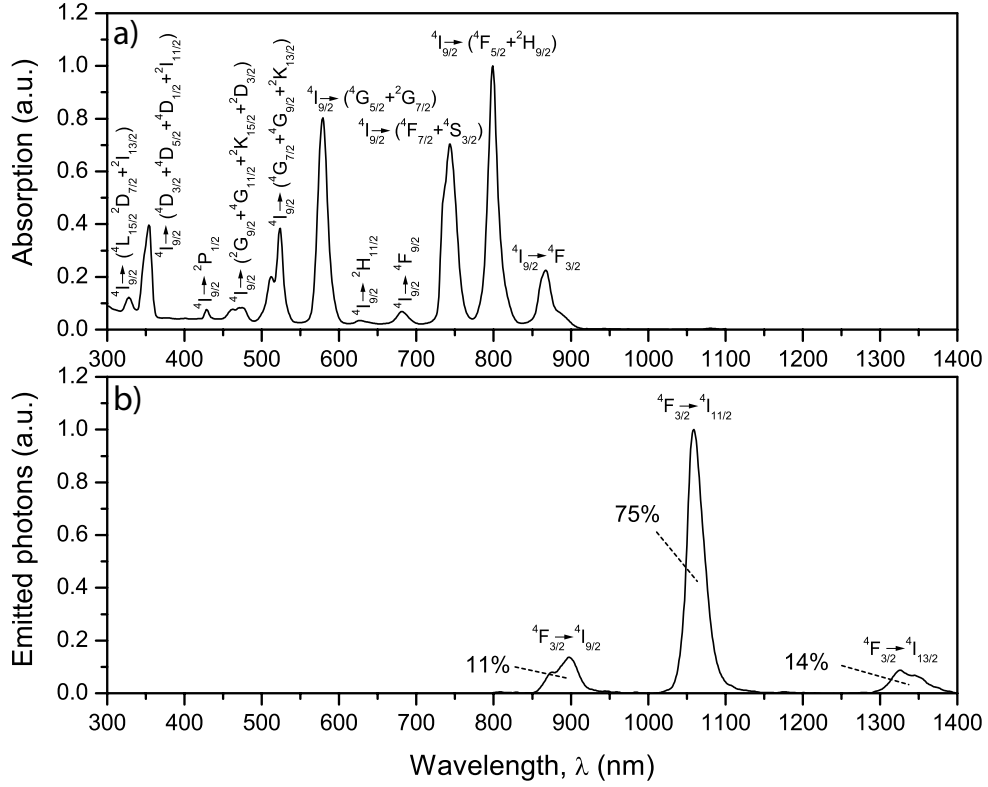 a)
Absorption (a.u.)
1.2
1.0
0.8
0.6
0.4
0.2
0.0
⁴I₉/₂→(⁴L₁₅/₂ ²D₇/₂+²I₁₃/₂)
⁴I₉/₂→(⁴D₃/₂+⁴D₅/₂+⁴D₁/₂+²I₁₁/₂)
⁴I₉/₂→²P₁/₂
⁴I₉/₂→(²G₉/₂+⁴G₁₁/₂+²K₁₅/₂+²D₃/₂)
⁴I₉/₂→(⁴G₇/₂+⁴G₉/₂+²K₁₃/₂)
⁴I₉/₂→(⁴G₅/₂+²G₇/₂)
⁴I₉/₂→²H₁₁/₂
⁴I₉/₂→⁴F₉/₂
⁴I₉/₂→(⁴F₇/₂+⁴S₃/₂)
⁴I₉/₂→(⁴F₅/₂+²H₉/₂)
⁴I₉/₂→⁴F₃/₂
300 400 500 600 700 800 900 1000 1100 1200 1300 1400
b)
Emitted photons (a.u.)
1.2
1.0
0.8
0.6
0.4
0.2
0.0
⁴F₃/₂→⁴I₁₁/₂
75%
⁴F₃/₂→⁴I₉/₂
11%
⁴F₃/₂→⁴I₁₃/₂
14%
300 400 500 600 700 800 900 1000 1100 1200 1300 1400
Wavelength, λ (nm)